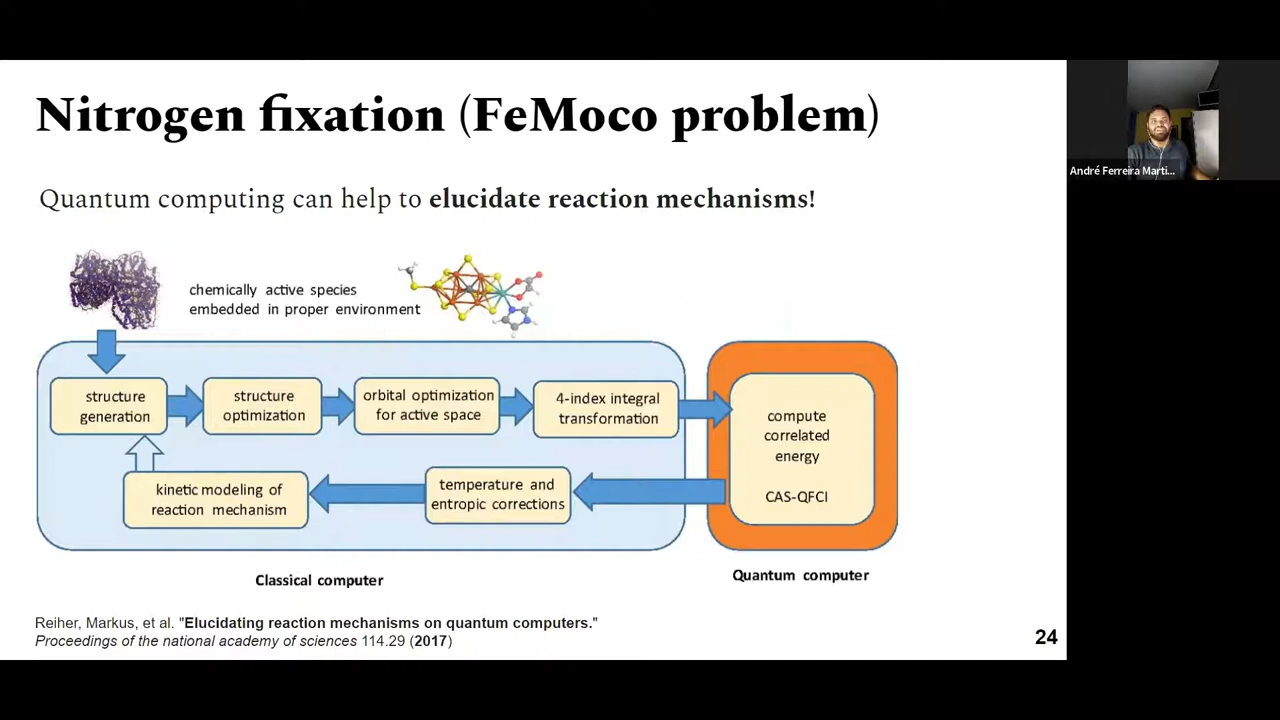 Nitrogen fixation (FeMoco problem)
Quantum computing can help to elucidate reaction mechanisms!
chemically active species
embedded in proper environment
structure
generation
structure
optimization
orbital optimization
for active space
4-index integral
transformation
compute
correlated
energy
CAS-QFCI
kinetic modeling of
reaction mechanism
temperature and
entropic corrections
Classical computer
Quantum computer
Reiher, Markus, et al. "Elucidating reaction mechanisms on quantum computers."
Proceedings of the national academy of sciences 114.29 (2017)
24
André Ferreira Marti...